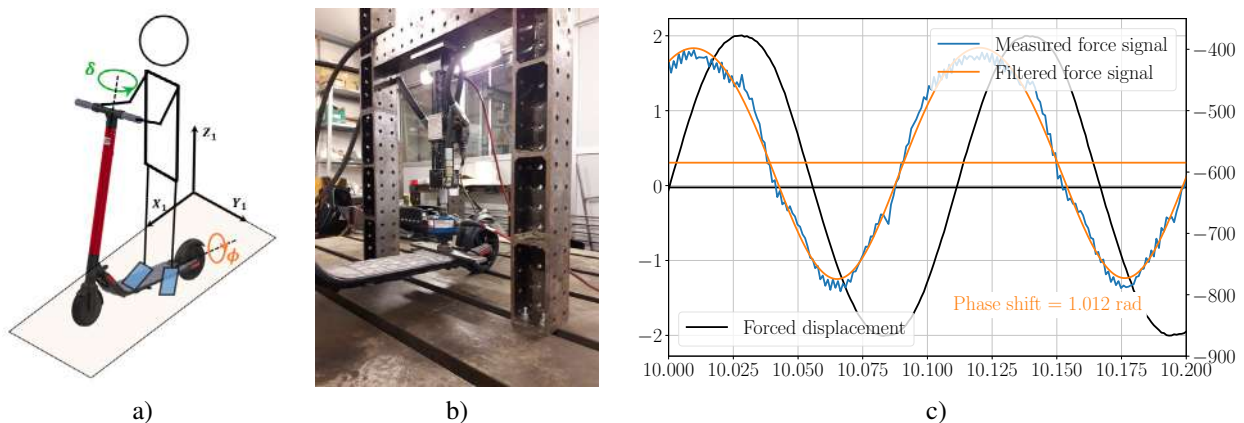 δ
Z₁
X₁
Y₁
ϕ
a)
b)
2
1
0
−1
−2
−400
−500
−600
−700
−800
−900
Measured force signal
Filtered force signal
Phase shift = 1.012 rad
Forced displacement
10.000 10.025 10.050 10.075 10.100 10.125 10.150 10.175 10.200
c)